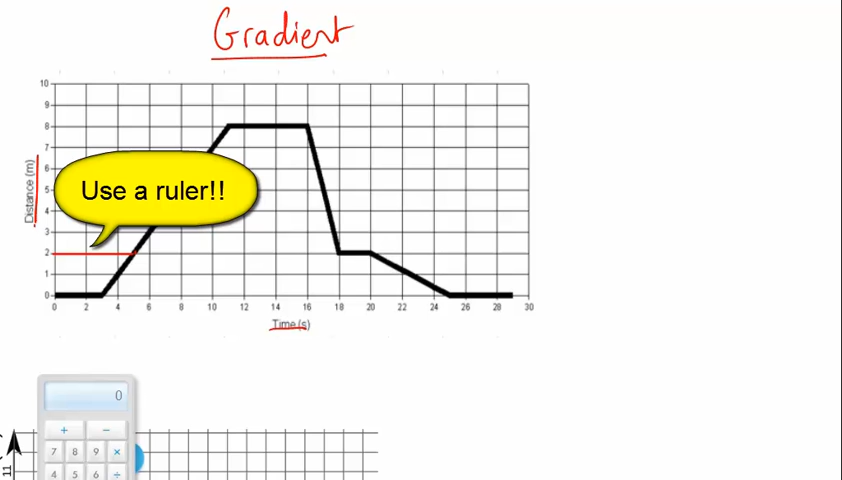 Gradient
10
9
8
7
6
5
4
3
2
1
0
Distance (m)
Use a ruler!!
0 2 4 6 8 10 12 14 16 18 20 22 24 26 28 30
Time (s)
0
+ −
7 8 9 ×
4 5 6 ÷
11